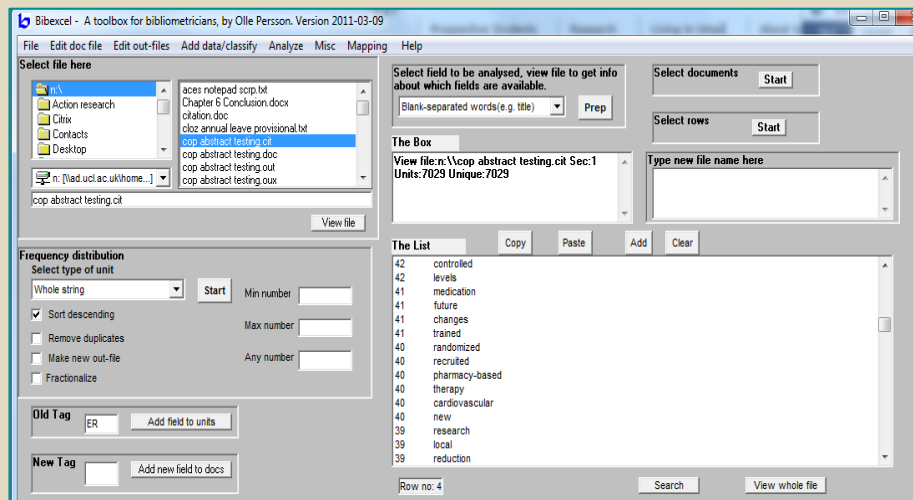 Bibexcel - A toolbox for bibliometricians, by Olle Persson. Version 2011-03-09
File Edit doc file Edit out-files Add data/classify Analyze Misc Mapping Help
Select file here
n:\
Action research
Citrix
Contacts
Desktop
n: [\\ad.ucl.ac.uk\home...]
aces notepad scrp.txt
Chapter 6 Conclusion.docx
citation.doc
cloz annual leave provisional.txt
cop abstract testing.cit
cop abstract testing.doc
cop abstract testing.out
cop abstract testing.oux
cop abstract testing.cit
View file
Frequency distribution
Select type of unit
Whole string
Start
Sort descending
Remove duplicates
Make new out-file
Fractionalize
Min number
Max number
Any number
Old Tag
ER
Add field to units
New Tag
Add new field to docs
Select field to be analysed, view file to get info
about which fields are available.
Blank-separated words(e.g. title)
Prep
Select documents
Start
Select rows
Start
The Box
View file:n:\\cop abstract testing.cit Sec:1
Units:7029 Unique:7029
Type new file name here
The List
Copy
Paste
Add
Clear
42 controlled
42 levels
41 medication
41 future
41 changes
41 trained
40 randomized
40 recruited
40 pharmacy-based
40 therapy
40 cardiovascular
40 new
39 research
39 local
39 reduction
Row no: 4
Search
View whole file